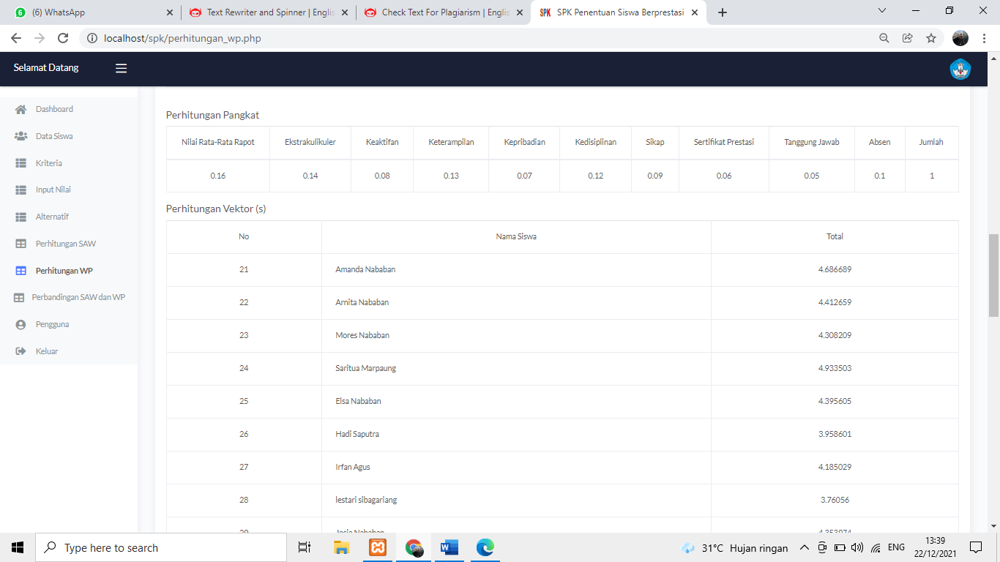 (6) WhatsApp
Text Rewriter and Spinner | Englis
Check Text For Plagiarism | Englis
SPK SPK Penentuan Siswa Berprestasi
localhost/spk/perhitungan_wp.php
Selamat Datang
Dashboard
Data Siswa
Kriteria
Input Nilai
Alternatif
Perhitungan SAW
Perhitungan WP
Perbandingan SAW dan WP
Pengguna
Keluar
Perhitungan Pangkat
Nilai Rata-Rata Rapot Ekstrakulikuler Keaktifan Keterampilan Kepribadian Kedisiplinan Sikap Sertifikat Prestasi Tanggung Jawab Absen Jumlah
0.16 0.14 0.08 0.13 0.07 0.12 0.09 0.06 0.05 0.1 1
Perhitungan Vektor (s)
No Nama Siswa Total
21 Amanda Nababan 4.686689
22 Arnita Nababan 4.412659
23 Mores Nababan 4.308209
24 Saritua Marpaung 4.933503
25 Elsa Nababan 4.395605
26 Hadi Saputra 3.958601
27 Irfan Agus 4.185029
28 lestari sibagariang 3.76056
Type here to search
31°C Hujan ringan
ENG
13:39
22/12/2021